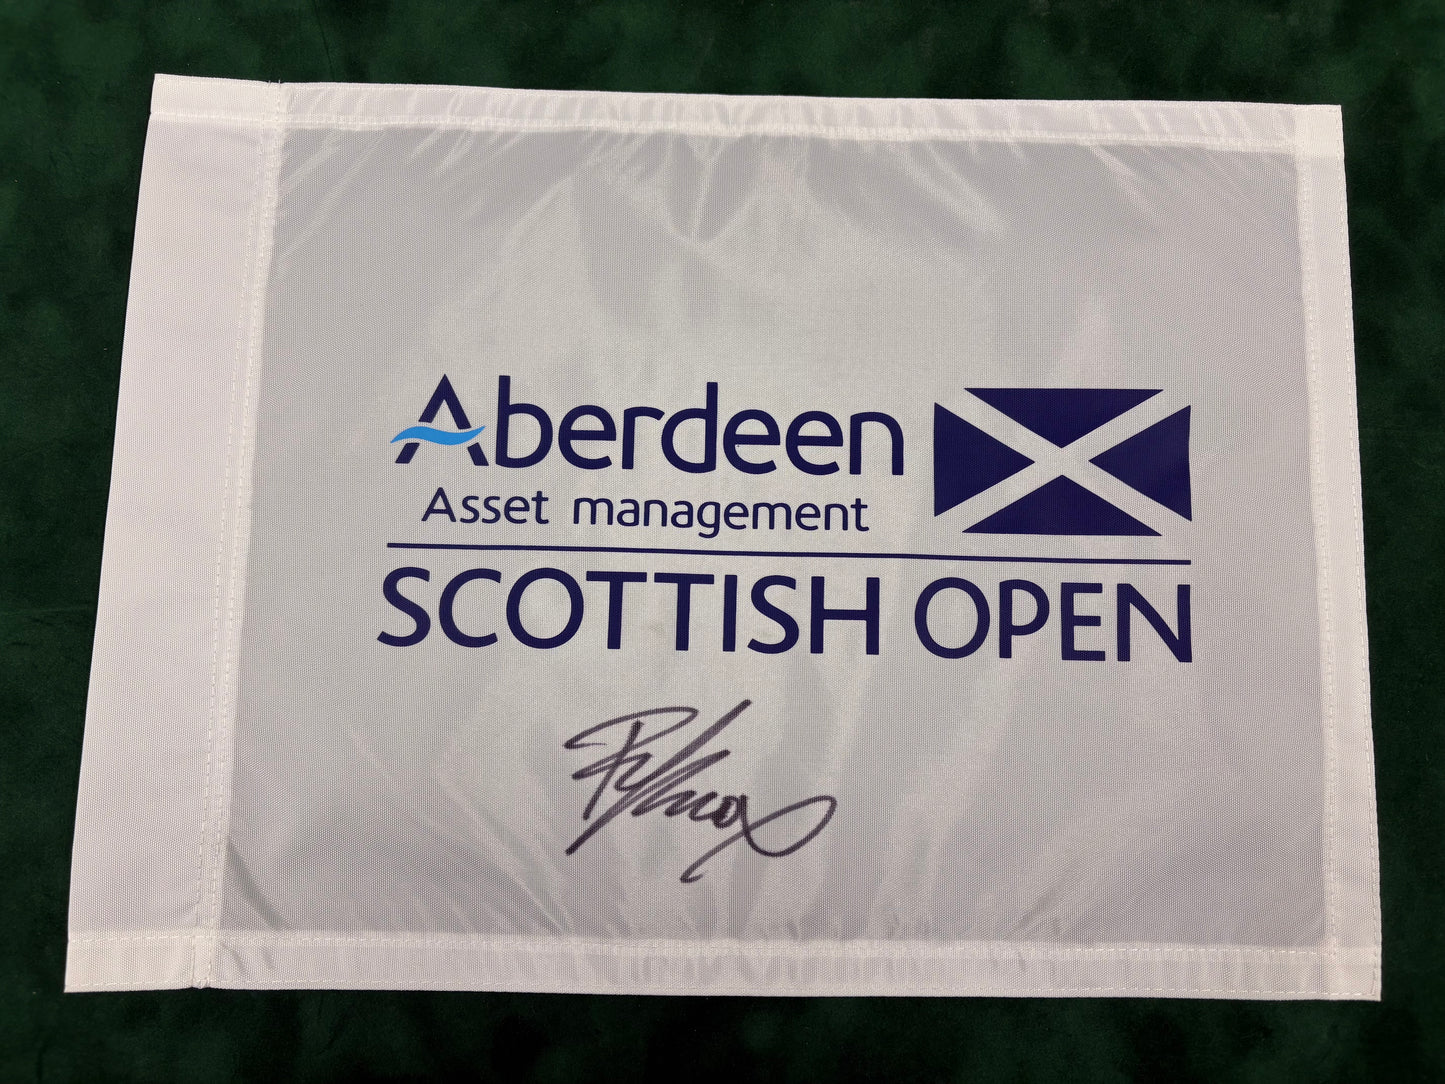 Aberdeen
Asset management
SCOTTISH OPEN